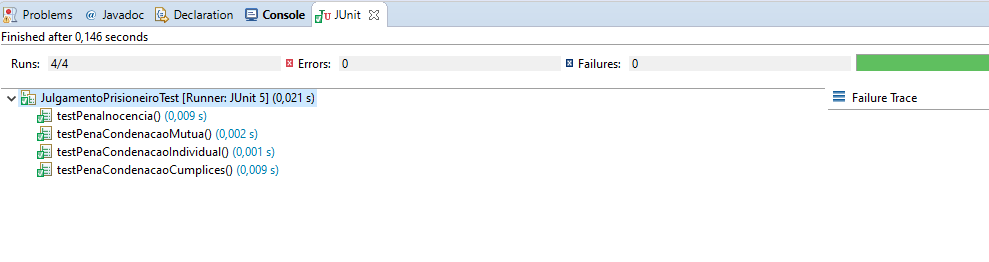 Problems @ Javadoc Declaration Console JUnit
Finished after 0,146 seconds
Runs: 4/4 Errors: 0 Failures: 0
JulgamentoPrisioneiroTest [Runner: JUnit 5] (0,021 s) Failure Trace
testPenaInocencia() (0,009 s)
testPenaCondenacaoMutua() (0,002 s)
testPenaCondenacaoIndividual() (0,001 s)
testPenaCondenacaoCumplices() (0,009 s)